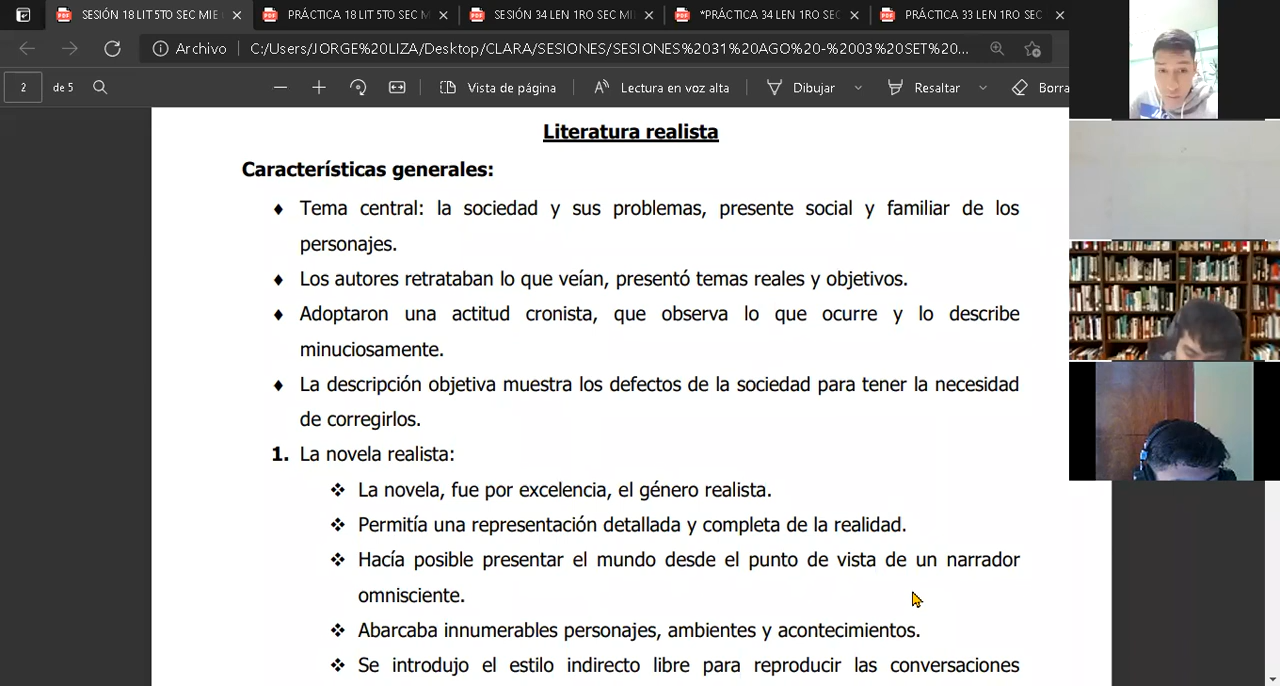 SESIÓN 18 LIT 5TO SEC MIE
PRÁCTICA 18 LIT 5TO SEC M
SESIÓN 34 LEN 1RO SEC MI
*PRÁCTICA 34 LEN 1RO SEC
PRÁCTICA 33 LEN 1RO SEC
Archivo
C:/Users/JORGE%20LIZA/Desktop/CLARA/SESIONES/SESIONES%2031%20AGO%20-%2003%20SET%20...
2
de 5
Vista de página
Lectura en voz alta
Dibujar
Resaltar
Borra
Literatura realista
Características generales:
♦ Tema central: la sociedad y sus problemas, presente social y familiar de los
personajes.
♦ Los autores retrataban lo que veían, presentó temas reales y objetivos.
♦ Adoptaron una actitud cronista, que observa lo que ocurre y lo describe
minuciosamente.
♦ La descripción objetiva muestra los defectos de la sociedad para tener la necesidad
de corregirlos.
1. La novela realista:
❖ La novela, fue por excelencia, el género realista.
❖ Permitía una representación detallada y completa de la realidad.
❖ Hacía posible presentar el mundo desde el punto de vista de un narrador
omnisciente.
❖ Abarcaba innumerables personajes, ambientes y acontecimientos.
❖ Se introdujo el estilo indirecto libre para reproducir las conversaciones